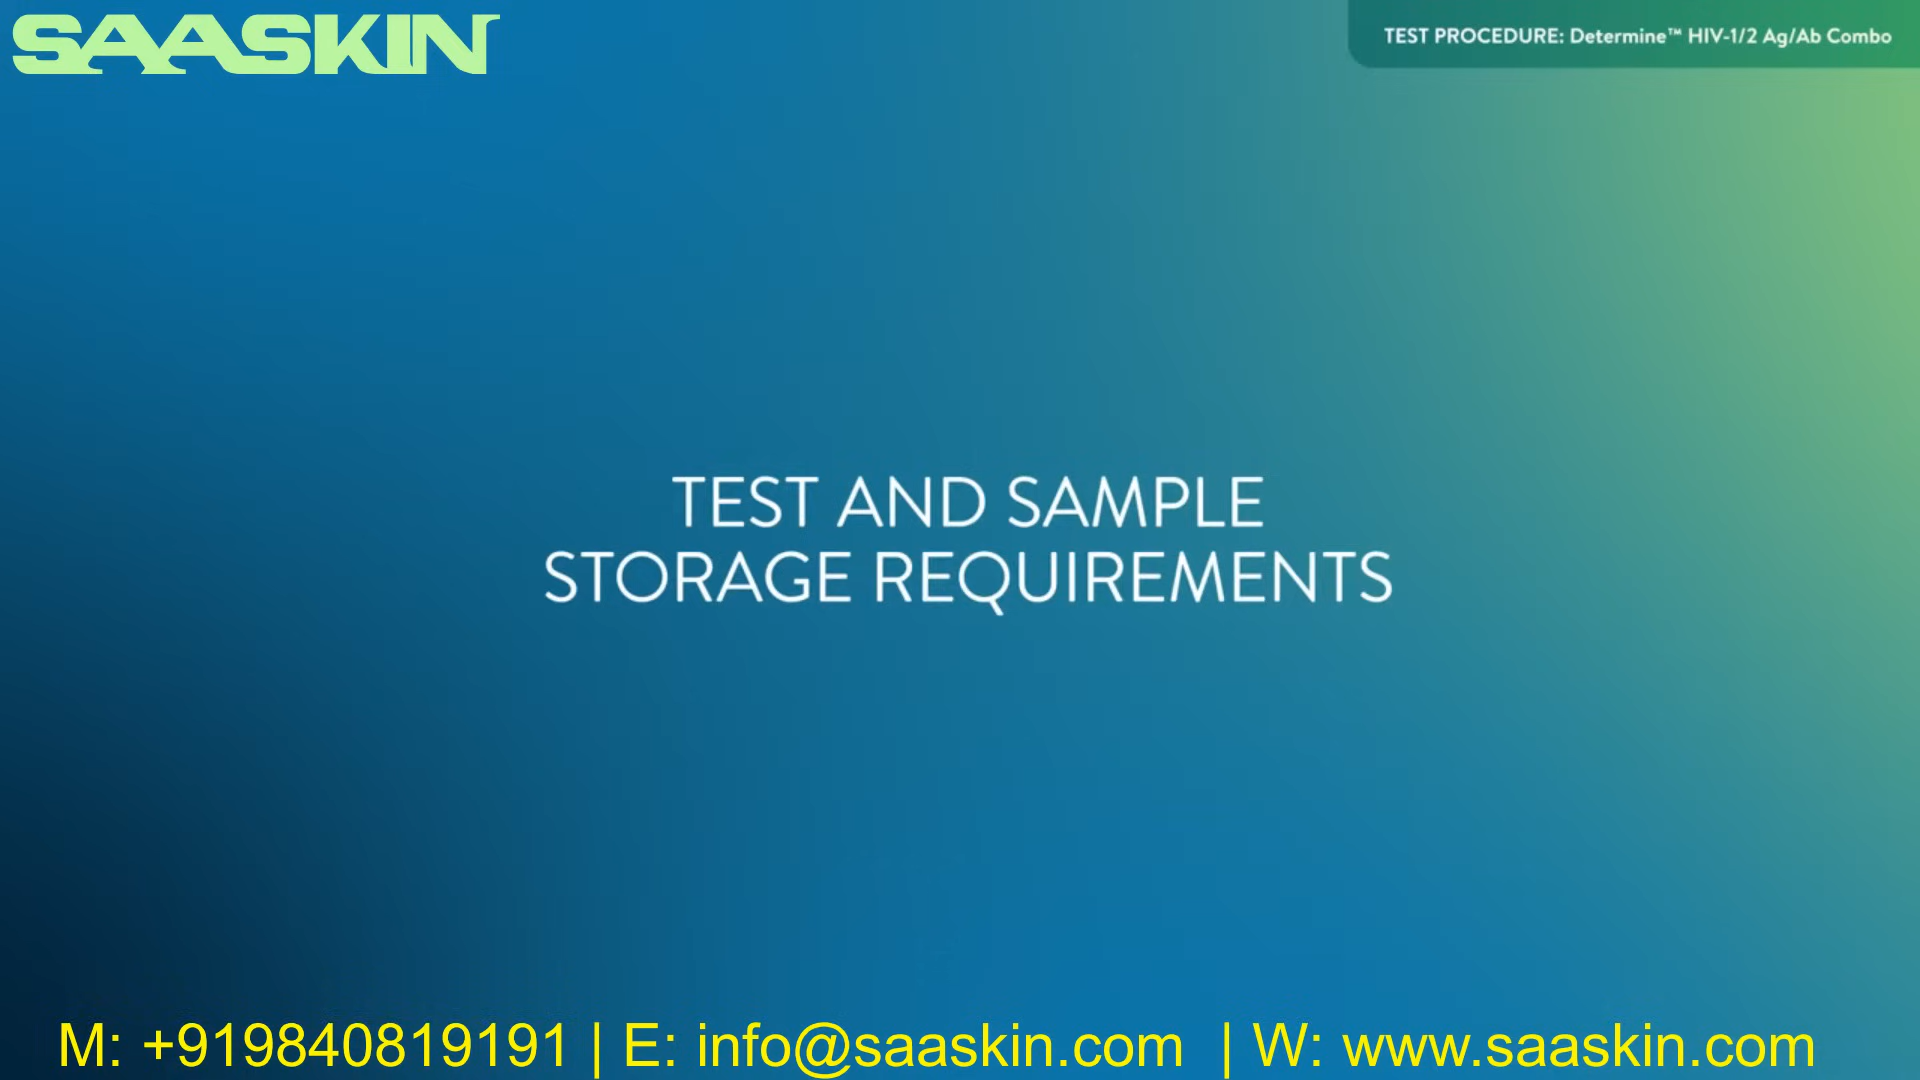 SAASKIN
TEST PROCEDURE: Determine™ HIV-1/2 Ag/Ab Combo
TEST AND SAMPLE
STORAGE REQUIREMENTS
M: +919840819191 | E: info@saaskin.com | W: www.saaskin.com